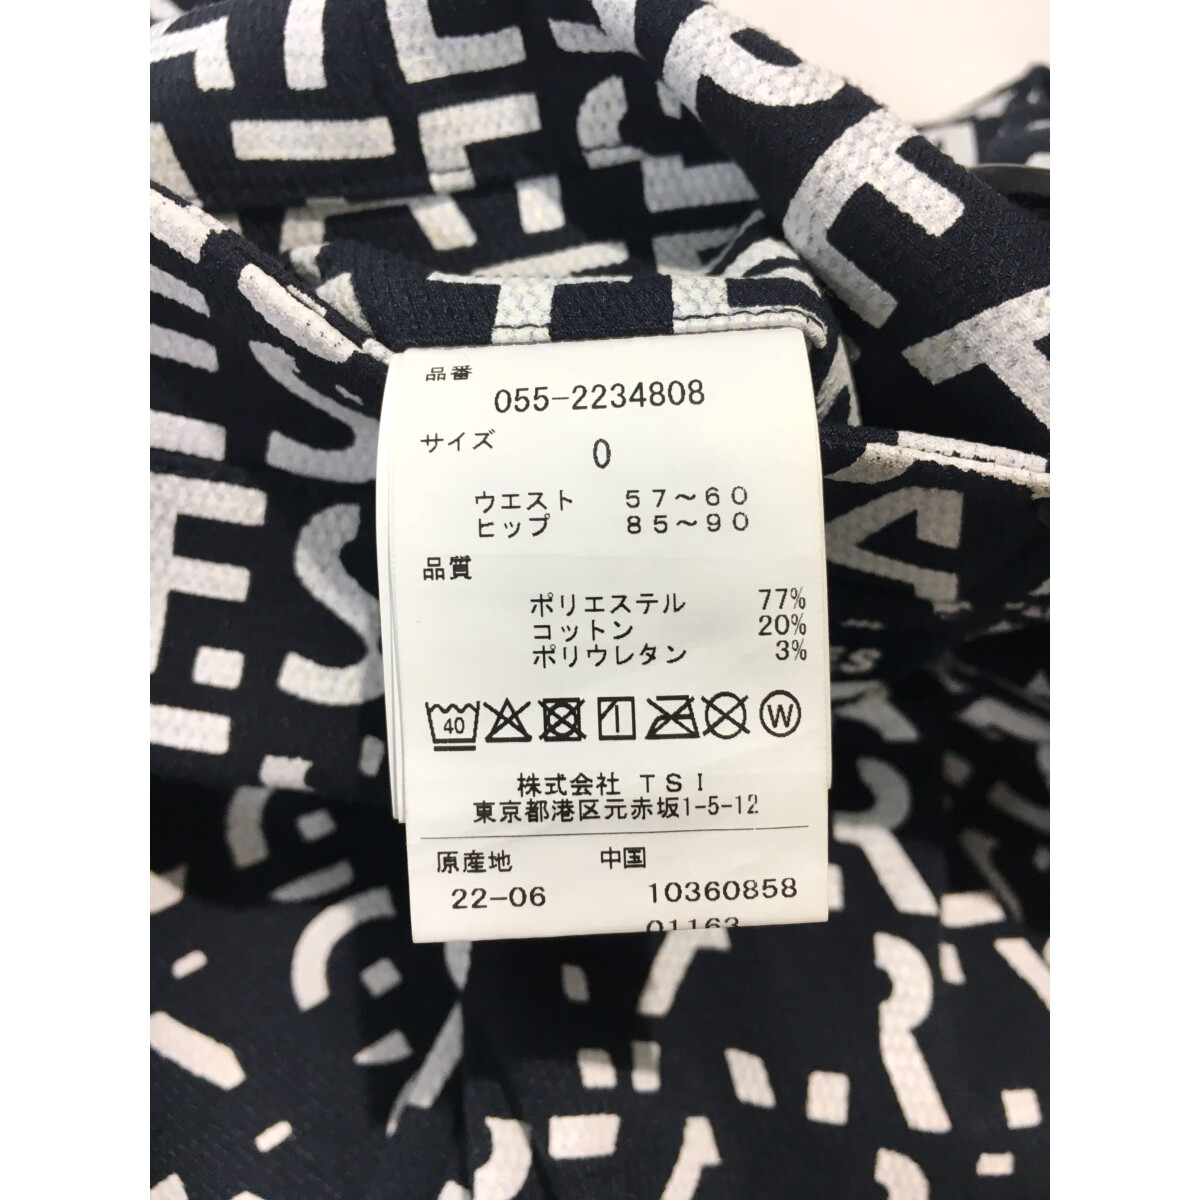 品番
055-2234808
サイズ
0
ウエスト 57～60
ヒップ 85～90
品質
ポリエステル 77%
コットン 20%
ポリウレタン 3%
40
W
株式会社 TSI
東京都港区元赤坂1-5-12
原産地 中国
22-06 10360858
01163